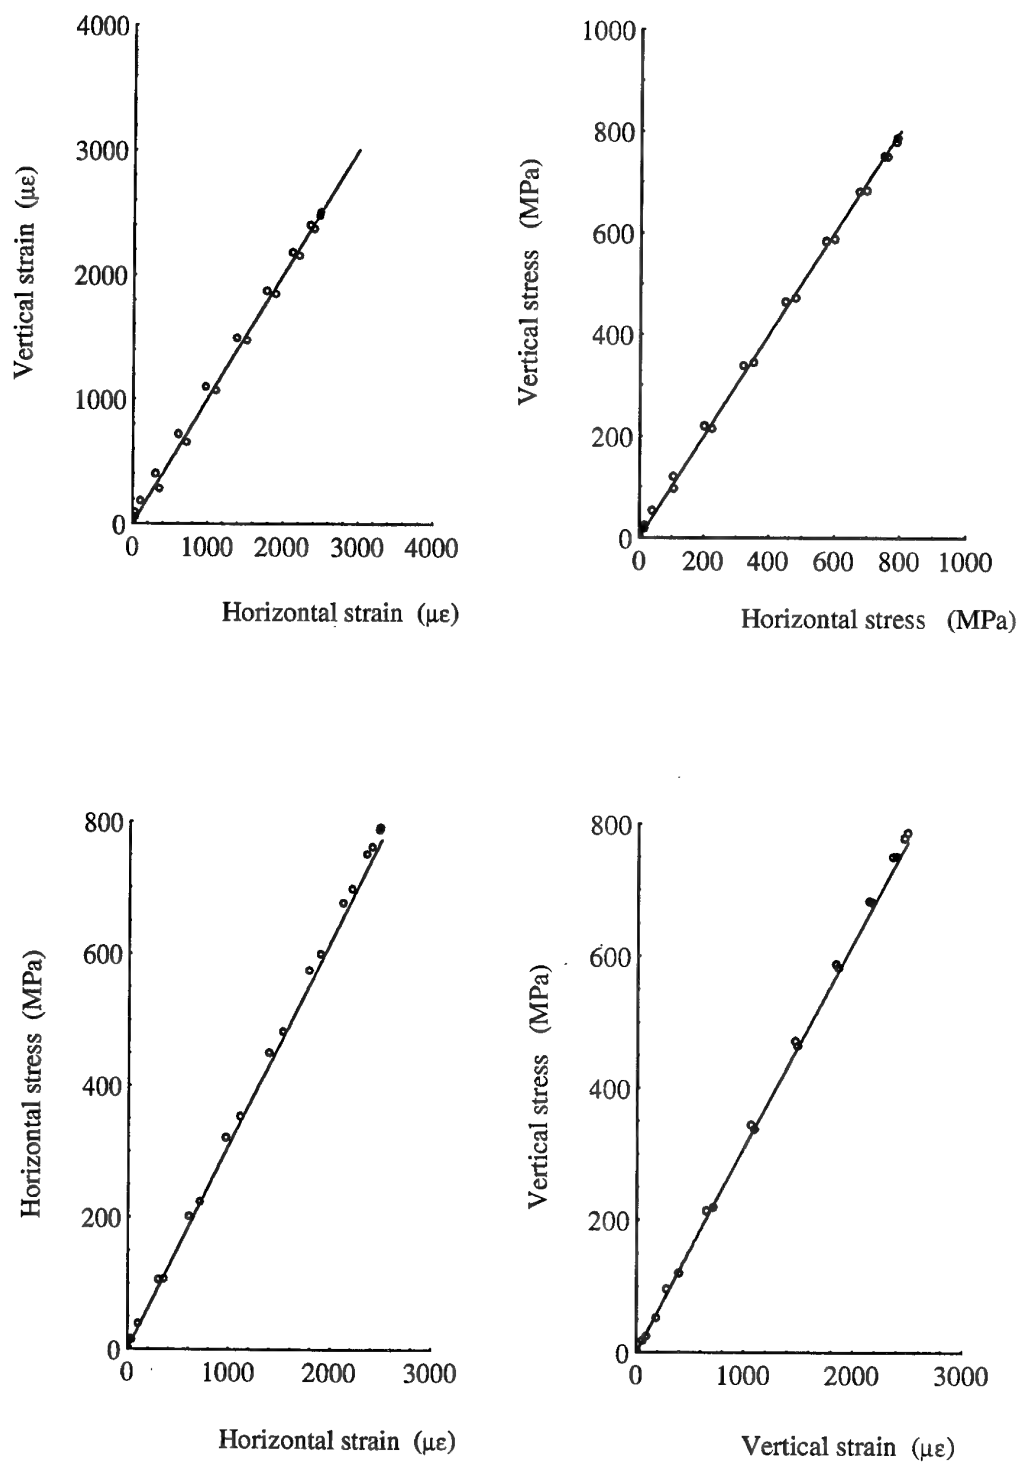 4000
3000
2000
1000
0
Vertical strain (με)
0 1000 2000 3000 4000
Horizontal strain (με)
1000
800
600
400
200
0
Vertical stress (MPa)
0 200 400 600 800 1000
Horizontal stress (MPa)
800
600
400
200
0
Horizontal stress (MPa)
0 1000 2000 3000
Horizontal strain (με)
800
600
400
200
0
Vertical stress (MPa)
0 1000 2000 3000
Vertical strain (με)